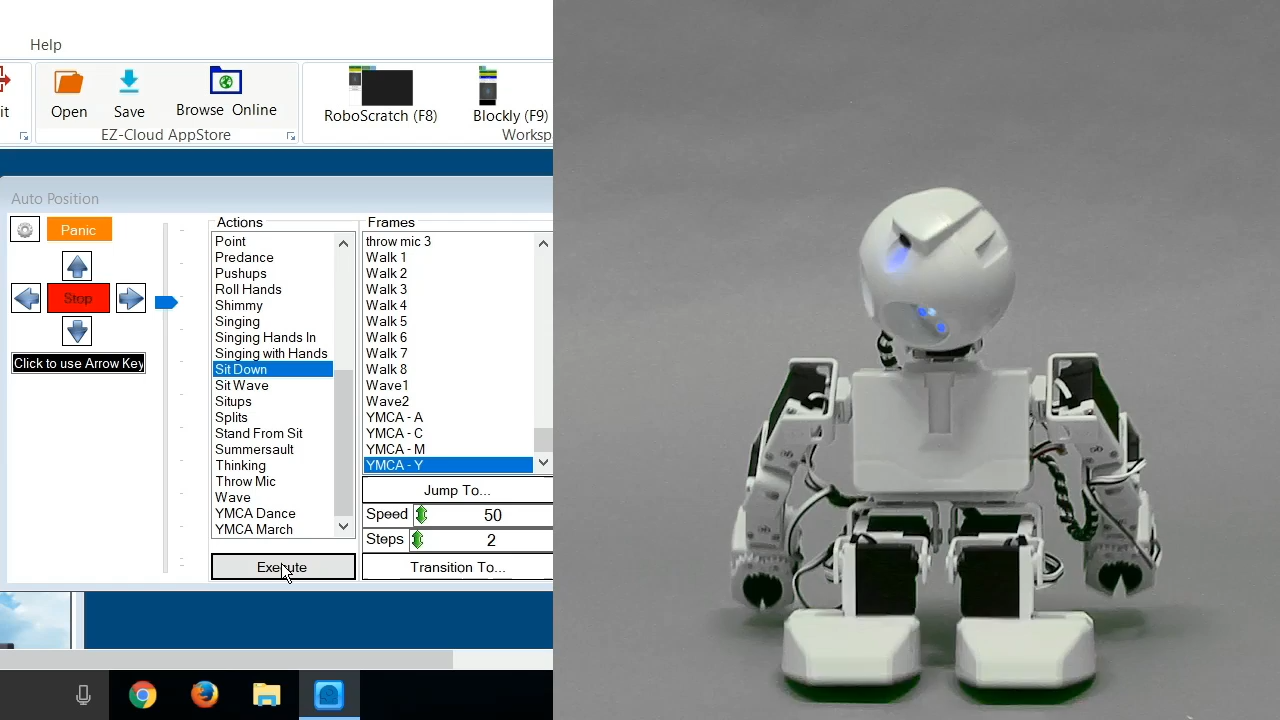 Help
it
Open
Save
Browse Online
EZ-Cloud AppStore
RoboScratch (F8)
Blockly (F9)
Worksp
Auto Position
Panic
Stop
Click to use Arrow Key
Actions
Point
Predance
Pushups
Roll Hands
Shimmy
Singing
Singing Hands In
Singing with Hands
Sit Down
Sit Wave
Situps
Splits
Stand From Sit
Summersault
Thinking
Throw Mic
Wave
YMCA Dance
YMCA March
Execute
Frames
throw mic 3
Walk 1
Walk 2
Walk 3
Walk 4
Walk 5
Walk 6
Walk 7
Walk 8
Wave1
Wave2
YMCA - A
YMCA - C
YMCA - M
YMCA - Y
Jump To...
Speed 50
Steps 2
Transition To...